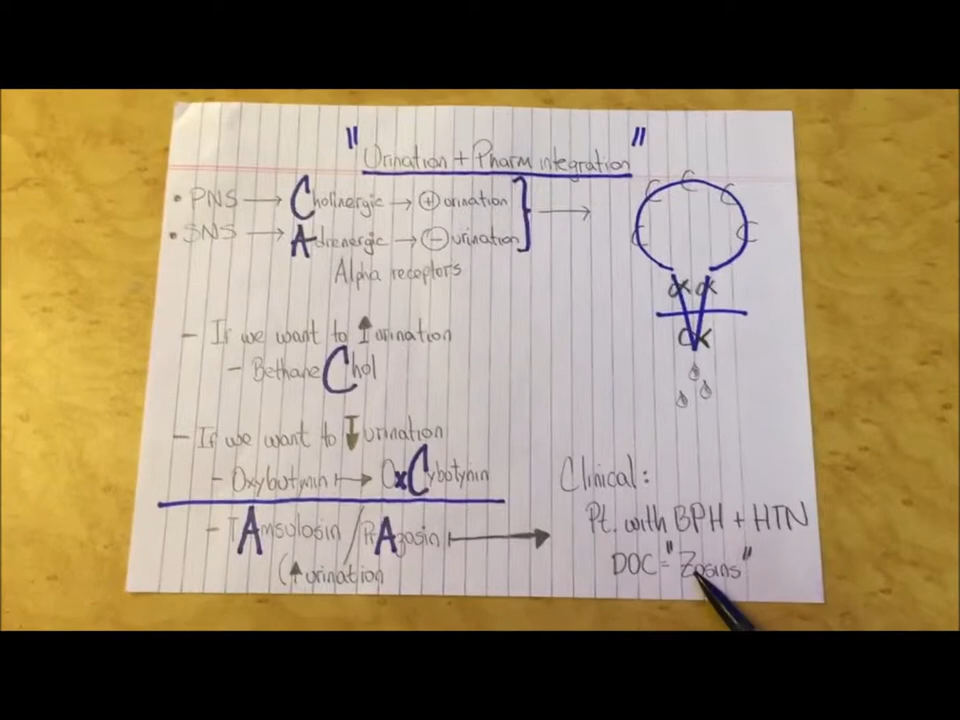 "Urination + Pharm integration"
• PNS → Cholinergic → ⊕ urination
• SNS → Adrenergic → ⊖ urination
Alpha receptors
- If we want to ↑ urination
- BethaneChol
- If we want to ↓ urination
- Oxybutynin → OxCybotynin
- TAmsulosin / PrAzosin →
(↑ urination
C C C C C
α α
α
Clinical:
Pt. with BPH + HTN
DOC = "Zosins"